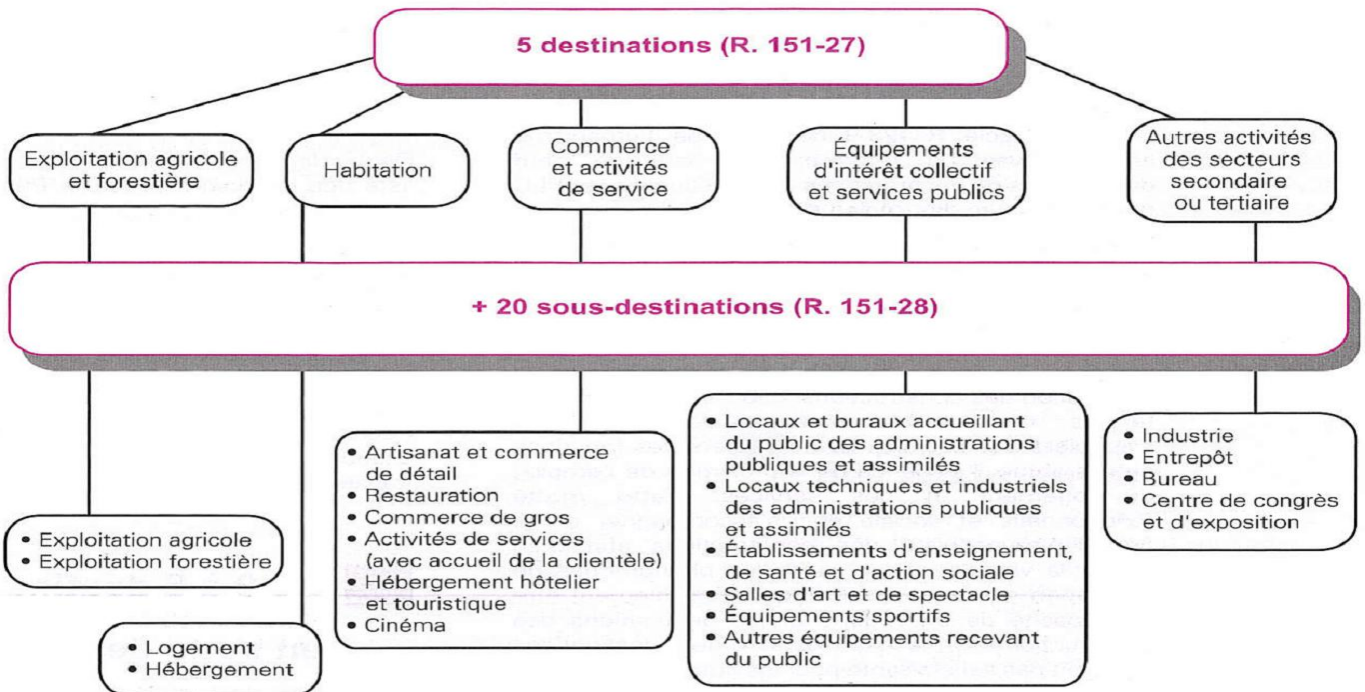 5 destinations (R. 151-27)
Exploitation agricole
et forestière
Habitation
Commerce
et activités
de service
Équipements
d'intérêt collectif
et services publics
Autres activités
des secteurs
secondaire
ou tertiaire
+ 20 sous-destinations (R. 151-28)
• Exploitation agricole
• Exploitation forestière
• Logement
• Hébergement
• Artisanat et commerce
de détail
• Restauration
• Commerce de gros
• Activités de services
(avec accueil de la clientèle)
• Hébergement hôtelier
et touristique
• Cinéma
• Locaux et buraux accueillant
du public des administrations
publiques et assimilés
• Locaux techniques et industriels
des administrations publiques
et assimilés
• Établissements d'enseignement,
de santé et d'action sociale
• Salles d'art et de spectacle
• Équipements sportifs
• Autres équipements recevant
du public
• Industrie
• Entrepôt
• Bureau
• Centre de congrès
et d'exposition